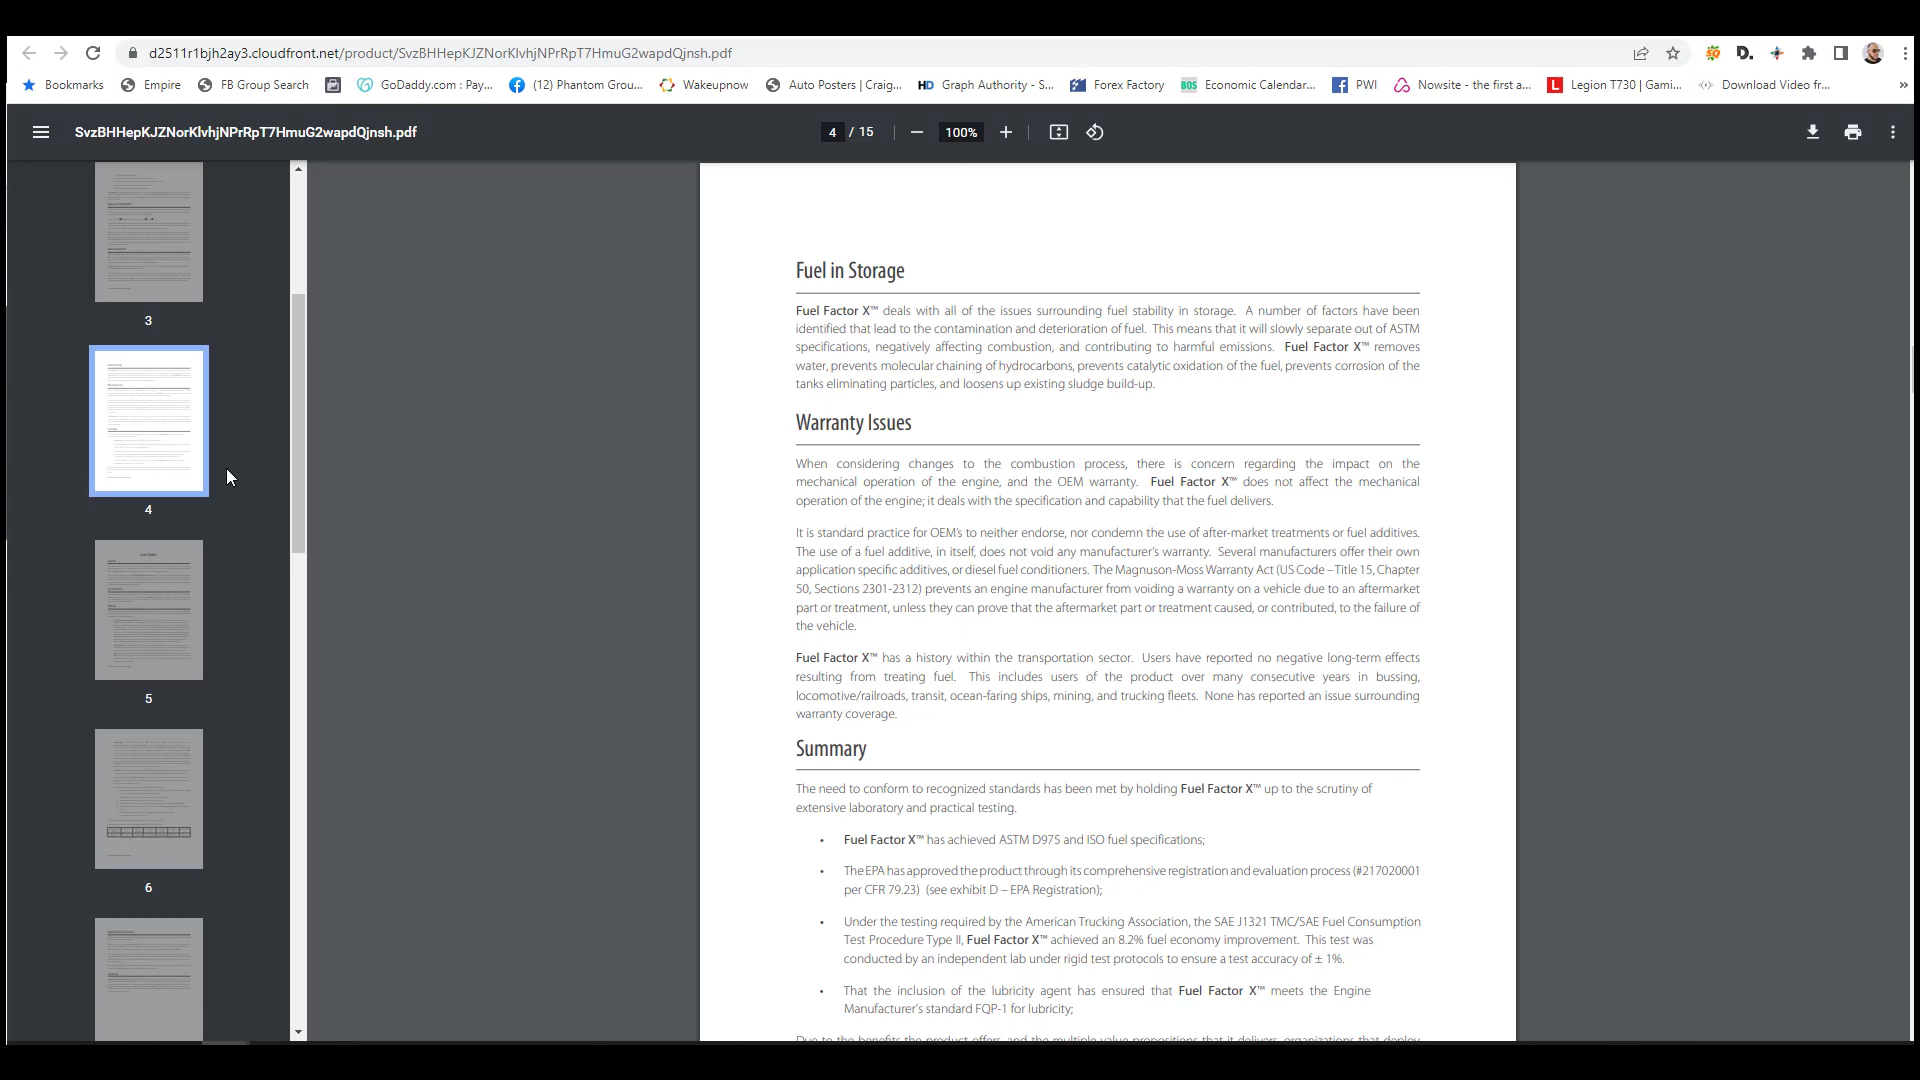 d2511r1bjh2ay3.cloudfront.net/product/SvzBHHepKJZNorKlvhjNPrRpT7HmuG2wapdQjnsh.pdf
Bookmarks Empire FB Group Search GoDaddy.com : Pay... (12) Phantom Grou... Wakeupnow Auto Posters | Craig... HD Graph Authority - S... Forex Factory BOS Economic Calendar... PWI Nowsite - the first a... L Legion T730 | Gami... Download Video fr... »
SvzBHHepKJZNorKlvhjNPrRpT7HmuG2wapdQjnsh.pdf 4 / 15 — 100% +
3
4
5
6
Fuel in Storage
Fuel Factor X™ deals with all of the issues surrounding fuel stability in storage. A number of factors have been
identified that lead to the contamination and deterioration of fuel. This means that it will slowly separate out of ASTM
specifications, negatively affecting combustion, and contributing to harmful emissions. Fuel Factor X™ removes
water, prevents molecular chaining of hydrocarbons, prevents catalytic oxidation of the fuel, prevents corrosion of the
tanks eliminating particles, and loosens up existing sludge build-up.
Warranty Issues
When considering changes to the combustion process, there is concern regarding the impact on the
mechanical operation of the engine, and the OEM warranty. Fuel Factor X™ does not affect the mechanical
operation of the engine; it deals with the specification and capability that the fuel delivers.
It is standard practice for OEM's to neither endorse, nor condemn the use of after-market treatments or fuel additives.
The use of a fuel additive, in itself, does not void any manufacturer's warranty. Several manufacturers offer their own
application specific additives, or diesel fuel conditioners. The Magnuson-Moss Warranty Act (US Code – Title 15, Chapter
50, Sections 2301-2312) prevents an engine manufacturer from voiding a warranty on a vehicle due to an aftermarket
part or treatment, unless they can prove that the aftermarket part or treatment caused, or contributed, to the failure of
the vehicle.
Fuel Factor X™ has a history within the transportation sector. Users have reported no negative long-term effects
resulting from treating fuel. This includes users of the product over many consecutive years in bussing,
locomotive/railroads, transit, ocean-faring ships, mining, and trucking fleets. None has reported an issue surrounding
warranty coverage.
Summary
The need to conform to recognized standards has been met by holding Fuel Factor X™ up to the scrutiny of
extensive laboratory and practical testing.
• Fuel Factor X™ has achieved ASTM D975 and ISO fuel specifications;
• The EPA has approved the product through its comprehensive registration and evaluation process (#217020001
per CFR 79.23) (see exhibit D – EPA Registration);
• Under the testing required by the American Trucking Association, the SAE J1321 TMC/SAE Fuel Consumption
Test Procedure Type II, Fuel Factor X™ achieved an 8.2% fuel economy improvement. This test was
conducted by an independent lab under rigid test protocols to ensure a test accuracy of ± 1%.
• That the inclusion of the lubricity agent has ensured that Fuel Factor X™ meets the Engine
Manufacturer's standard FQP-1 for lubricity;
Due to the benefits the product offers, and the multiple value propositions that it delivers, organizations that deploy